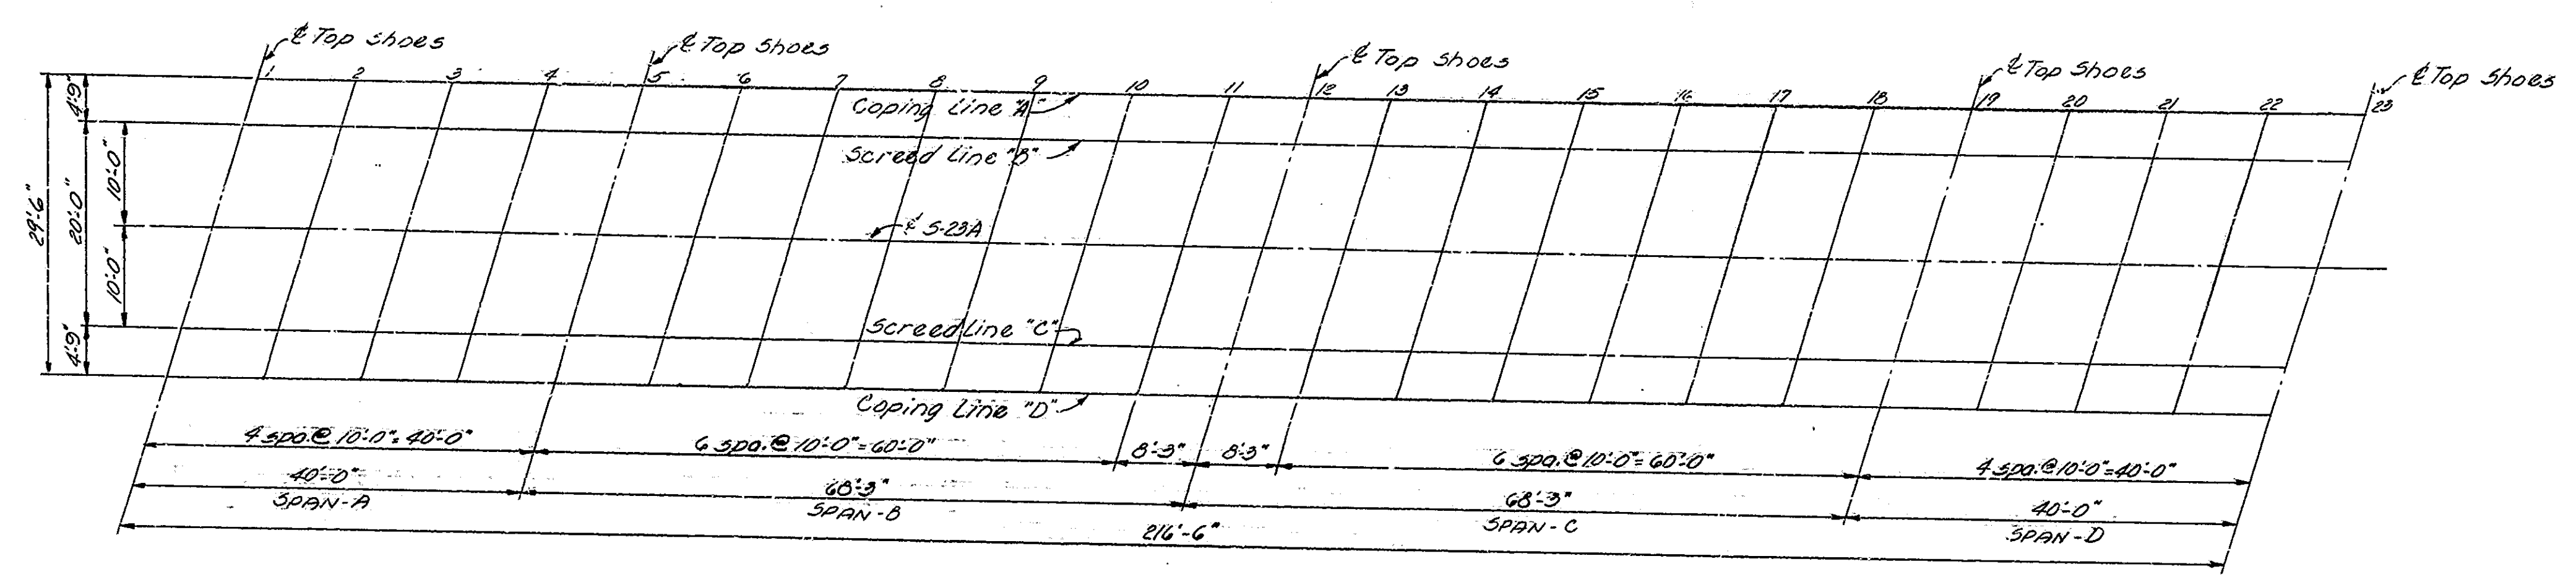 ℄ Top Shoes
℄ Top Shoes
℄ Top Shoes
℄ Top Shoes
℄ Top Shoes
1 2 3 4 5 6 7 8 9 10 11 12 13 14 15 16 17 18 19 20 21 22 23
Coping Line "A"
Screed Line "B"
℄ S-23A
Screed Line "C"
Coping Line "D"
29'-6"
4'-9"
20'-0"
4'-9"
10'-0"
10'-0"
4 spa. @ 10'-0" = 40'-0"
6 spa. @ 10'-0" = 60'-0"
8'-3"
8'-3"
6 spa. @ 10'-0" = 60'-0"
4 spa. @ 10'-0" = 40'-0"
40'-0"
SPAN-A
68'-3"
SPAN-B
68'-3"
SPAN-C
40'-0"
SPAN-D
216'-6"